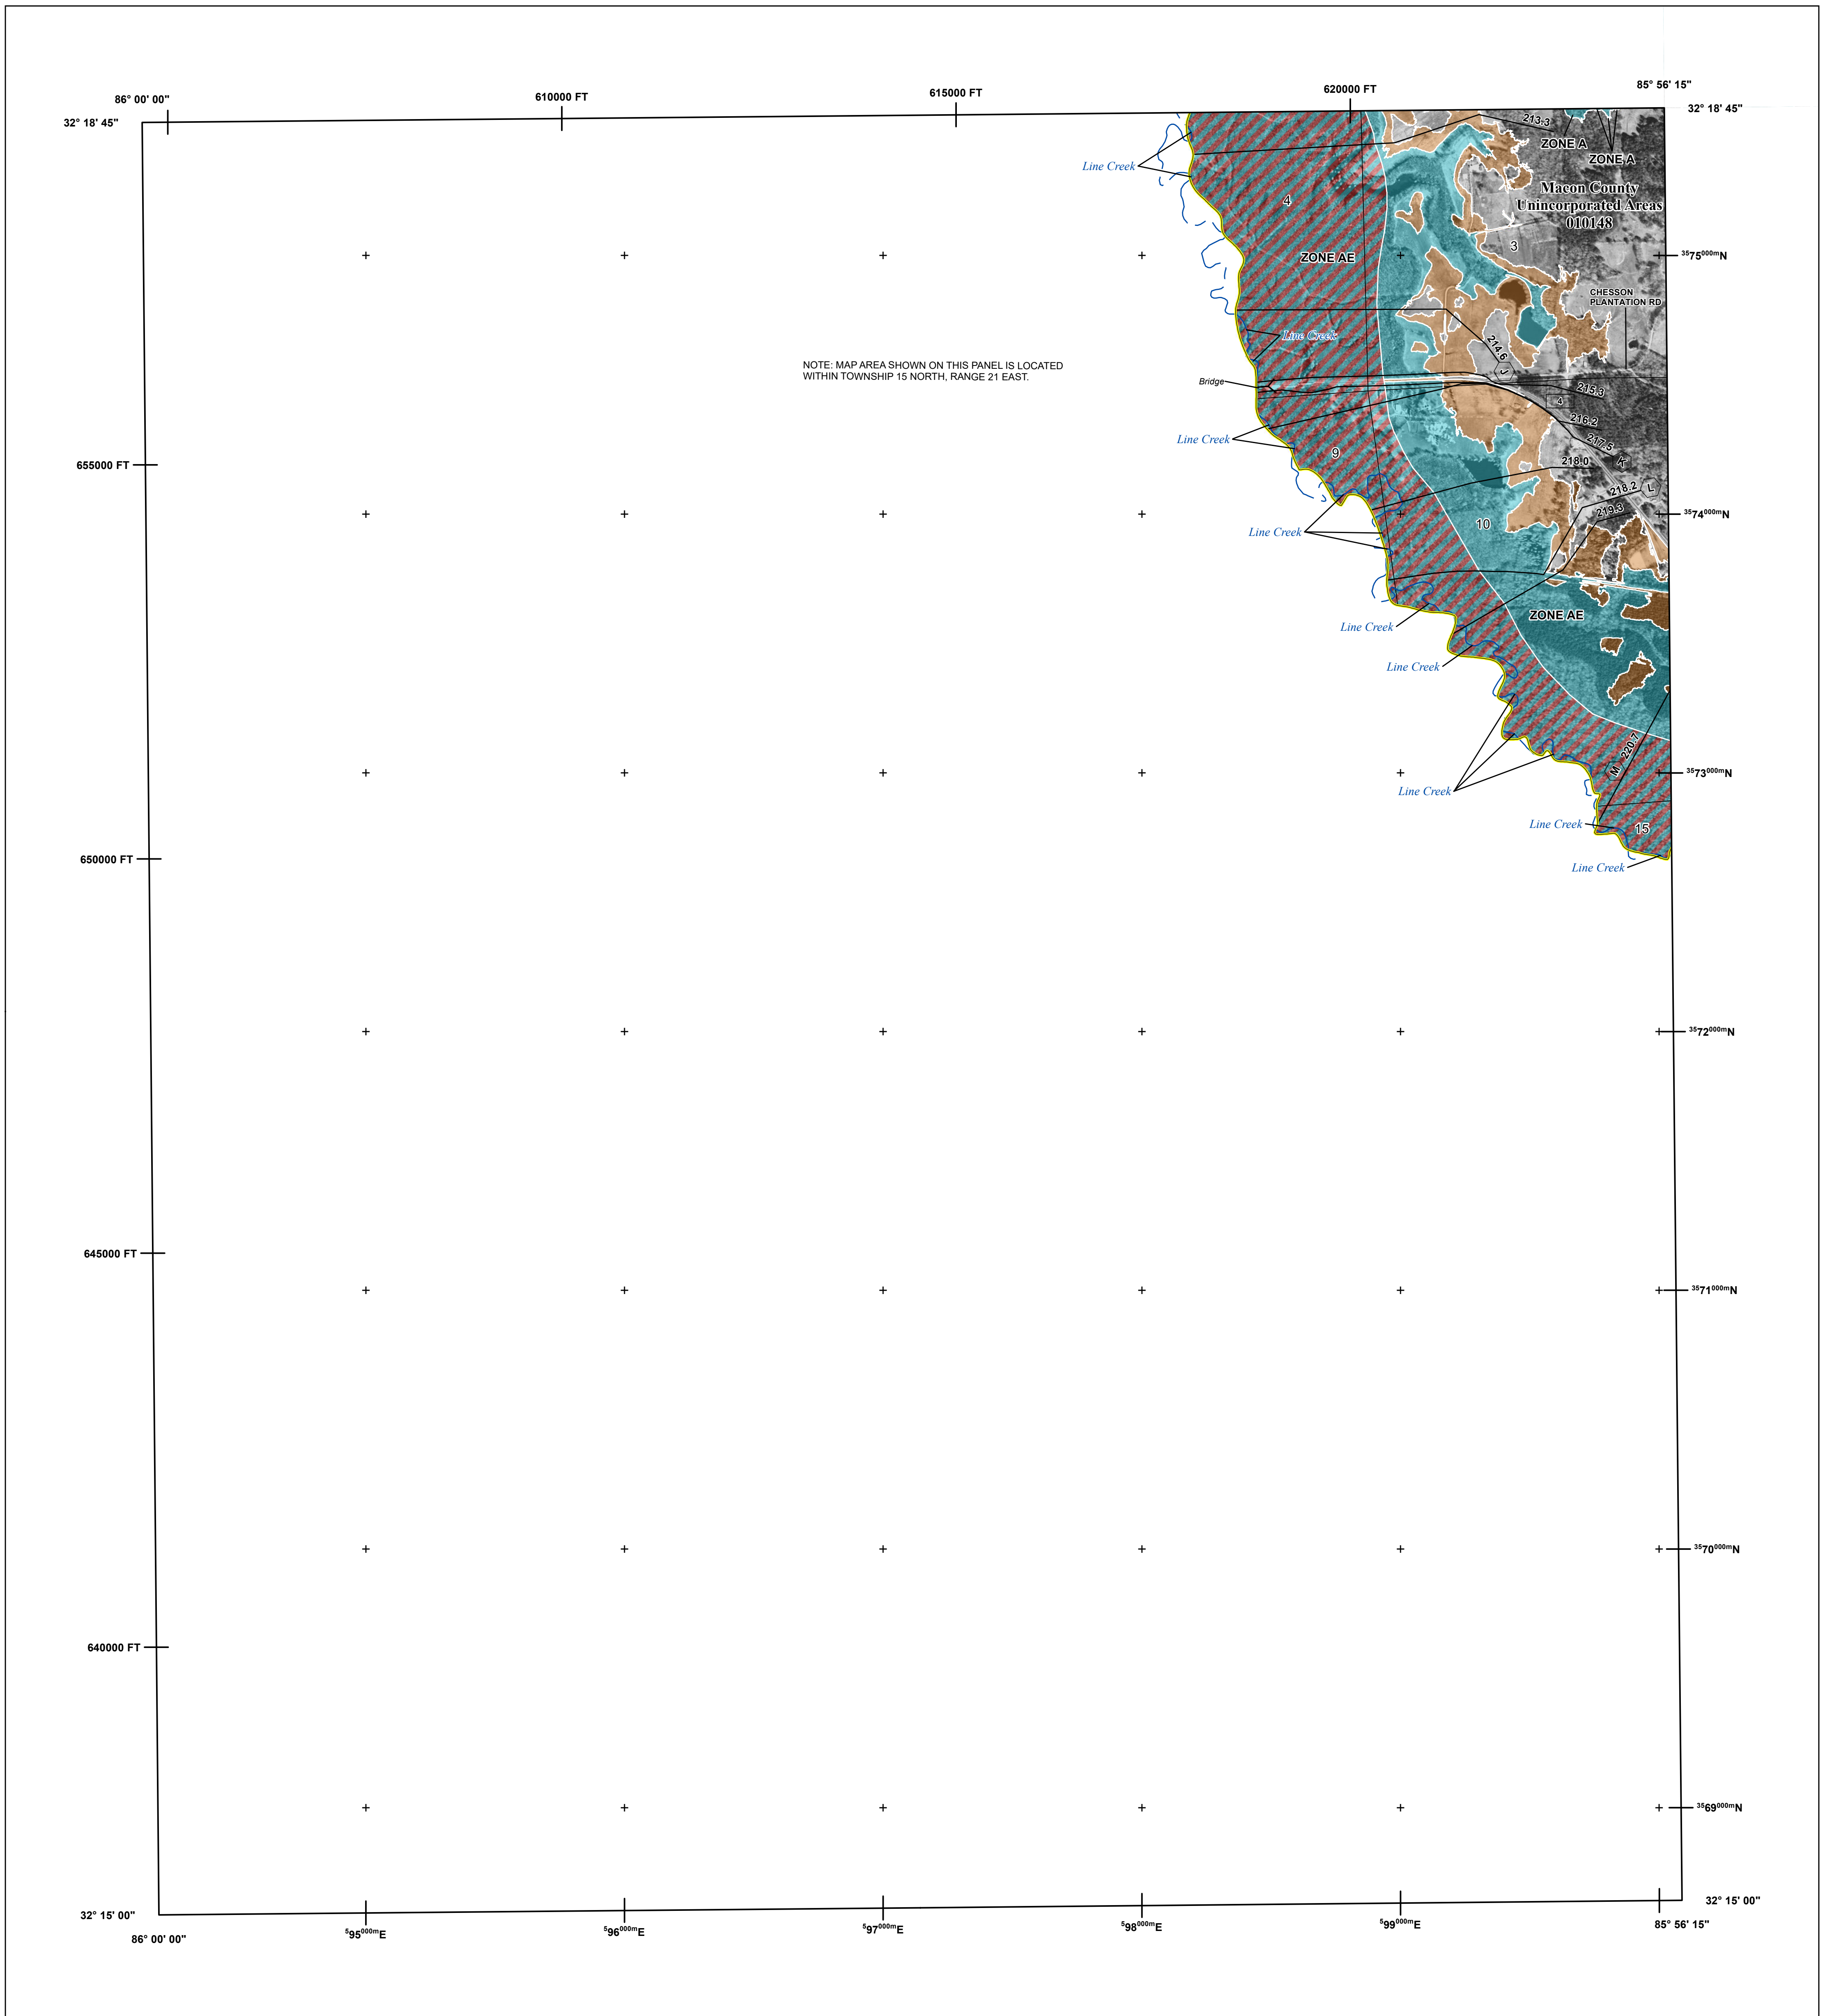 86° 00' 00"
610000 FT
615000 FT
620000 FT
85° 56' 15"
32° 18' 45"
32° 18' 45"
213.3
ZONE A
ZONE A
Line Creek
Macon County
Unincorporated Areas
010148
4
3
ZONE AE
3575000mN
CHESSON
PLANTATION RD
Line Creek
214.6
J
NOTE: MAP AREA SHOWN ON THIS PANEL IS LOCATED
WITHIN TOWNSHIP 15 NORTH, RANGE 21 EAST.
Bridge
215.3
4
216.2
Line Creek
217.5
K
9
655000 FT
218.0
218.2
L
219.3
3574000mN
10
Line Creek
ZONE AE
Line Creek
Line Creek
220.7
M
3573000mN
Line Creek
Line Creek
15
650000 FT
Line Creek
3572000mN
645000 FT
3571000mN
3570000mN
640000 FT
3569000mN
32° 15' 00"
32° 15' 00"
86° 00' 00"
595000mE
596000mE
597000mE
598000mE
599000mE
85° 56' 15"